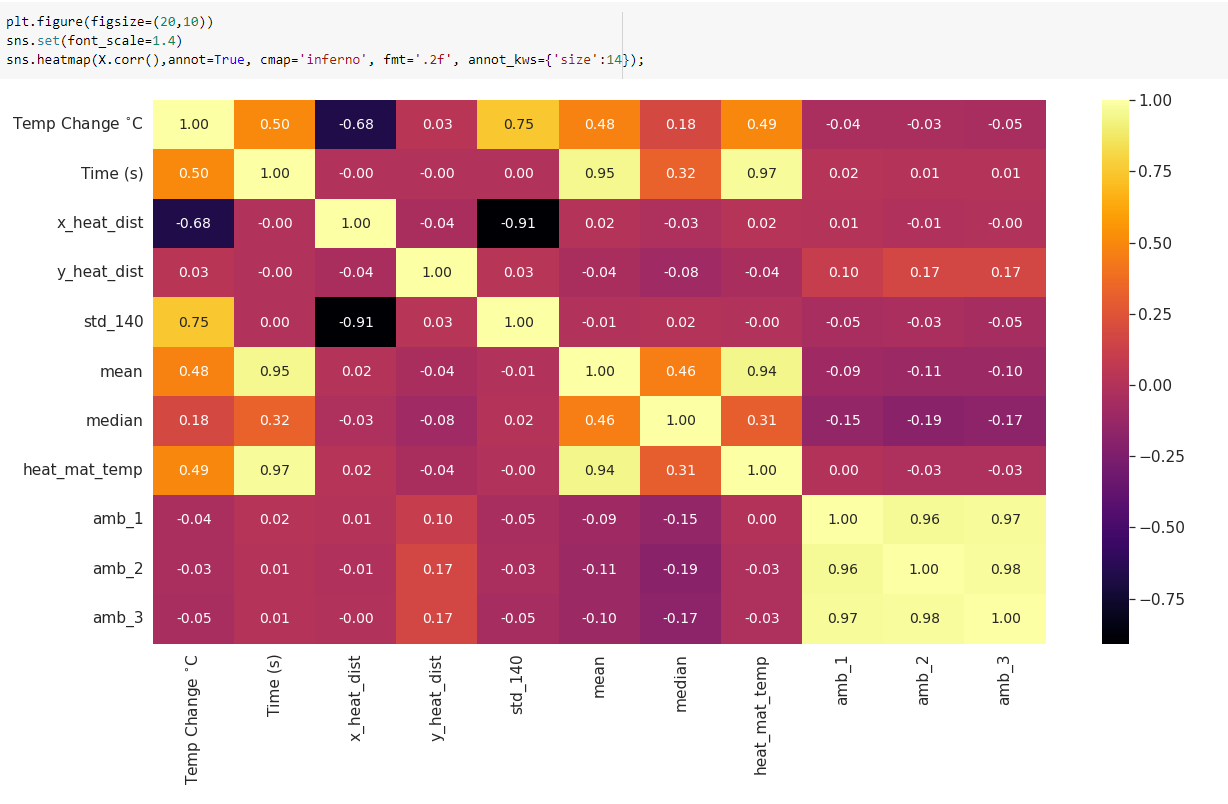 plt.figure(figsize=(20,10))
sns.set(font_scale=1.4)
sns.heatmap(X.corr(),annot=True, cmap='inferno', fmt='.2f', annot_kws={'size':14});
Temp Change ˚C 1.00 0.50 -0.68 0.03 0.75 0.48 0.18 0.49 -0.04 -0.03 -0.05
Time (s) 0.50 1.00 -0.00 -0.00 0.00 0.95 0.32 0.97 0.02 0.01 0.01
x_heat_dist -0.68 -0.00 1.00 -0.04 -0.91 0.02 -0.03 0.02 0.01 -0.01 -0.00
y_heat_dist 0.03 -0.00 -0.04 1.00 0.03 -0.04 -0.08 -0.04 0.10 0.17 0.17
std_140 0.75 0.00 -0.91 0.03 1.00 -0.01 0.02 -0.00 -0.05 -0.03 -0.05
mean 0.48 0.95 0.02 -0.04 -0.01 1.00 0.46 0.94 -0.09 -0.11 -0.10
median 0.18 0.32 -0.03 -0.08 0.02 0.46 1.00 0.31 -0.15 -0.19 -0.17
heat_mat_temp 0.49 0.97 0.02 -0.04 -0.00 0.94 0.31 1.00 0.00 -0.03 -0.03
amb_1 -0.04 0.02 0.01 0.10 -0.05 -0.09 -0.15 0.00 1.00 0.96 0.97
amb_2 -0.03 0.01 -0.01 0.17 -0.03 -0.11 -0.19 -0.03 0.96 1.00 0.98
amb_3 -0.05 0.01 -0.00 0.17 -0.05 -0.10 -0.17 -0.03 0.97 0.98 1.00
Temp Change ˚C
Time (s)
x_heat_dist
y_heat_dist
std_140
mean
median
heat_mat_temp
amb_1
amb_2
amb_3
1.00
0.75
0.50
0.25
0.00
−0.25
−0.50
−0.75